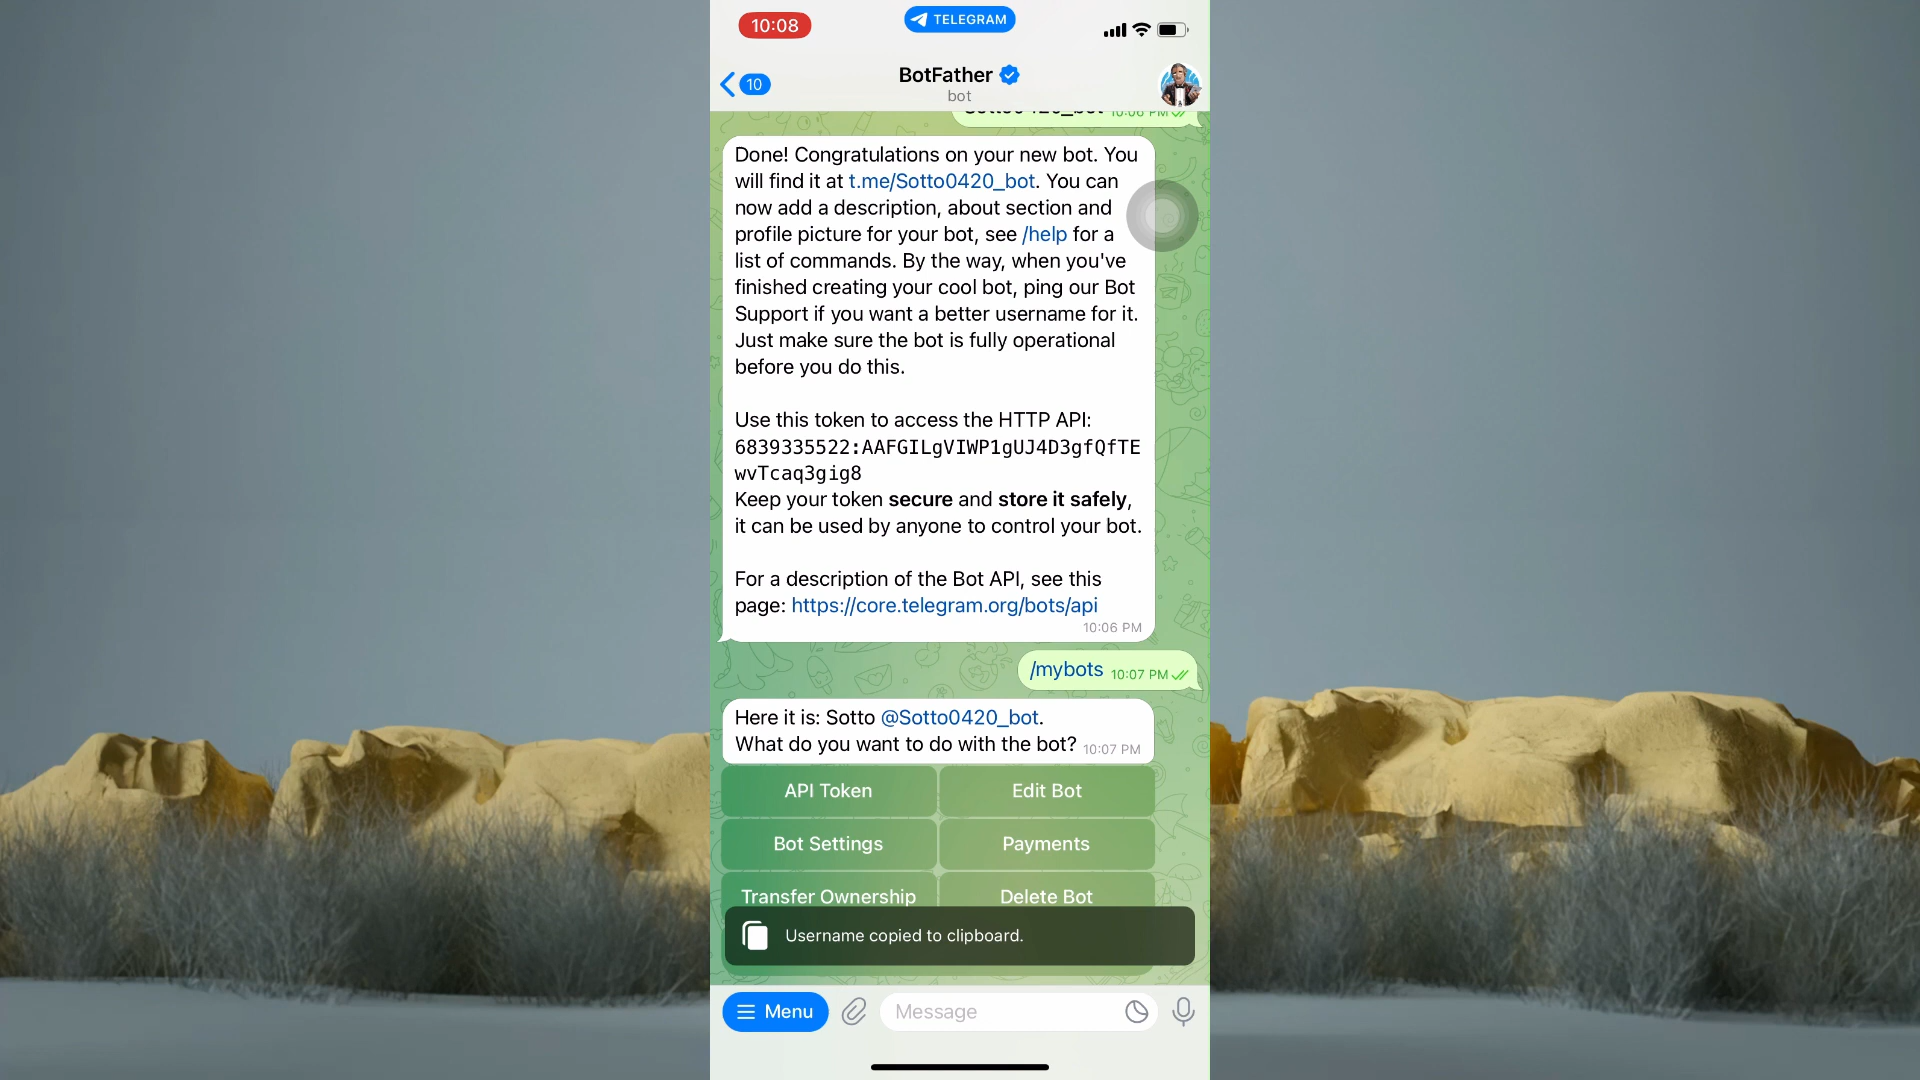 10:08
TELEGRAM
10
BotFather
bot
10:06 PM
Done! Congratulations on your new bot. You
will find it at t.me/Sotto0420_bot. You can
now add a description, about section and
profile picture for your bot, see /help for a
list of commands. By the way, when you've
finished creating your cool bot, ping our Bot
Support if you want a better username for it.
Just make sure the bot is fully operational
before you do this.
Use this token to access the HTTP API:
6839335522:AAFGILgVIWP1gUJ4D3gfQfTE
wvTcaq3gig8
Keep your token secure and store it safely,
it can be used by anyone to control your bot.
For a description of the Bot API, see this
page: https://core.telegram.org/bots/api
10:06 PM
/mybots 10:07 PM
Here it is: Sotto @Sotto0420_bot.
What do you want to do with the bot? 10:07 PM
API Token
Edit Bot
Bot Settings
Payments
Transfer Ownership
Delete Bot
Username copied to clipboard.
Menu
Message